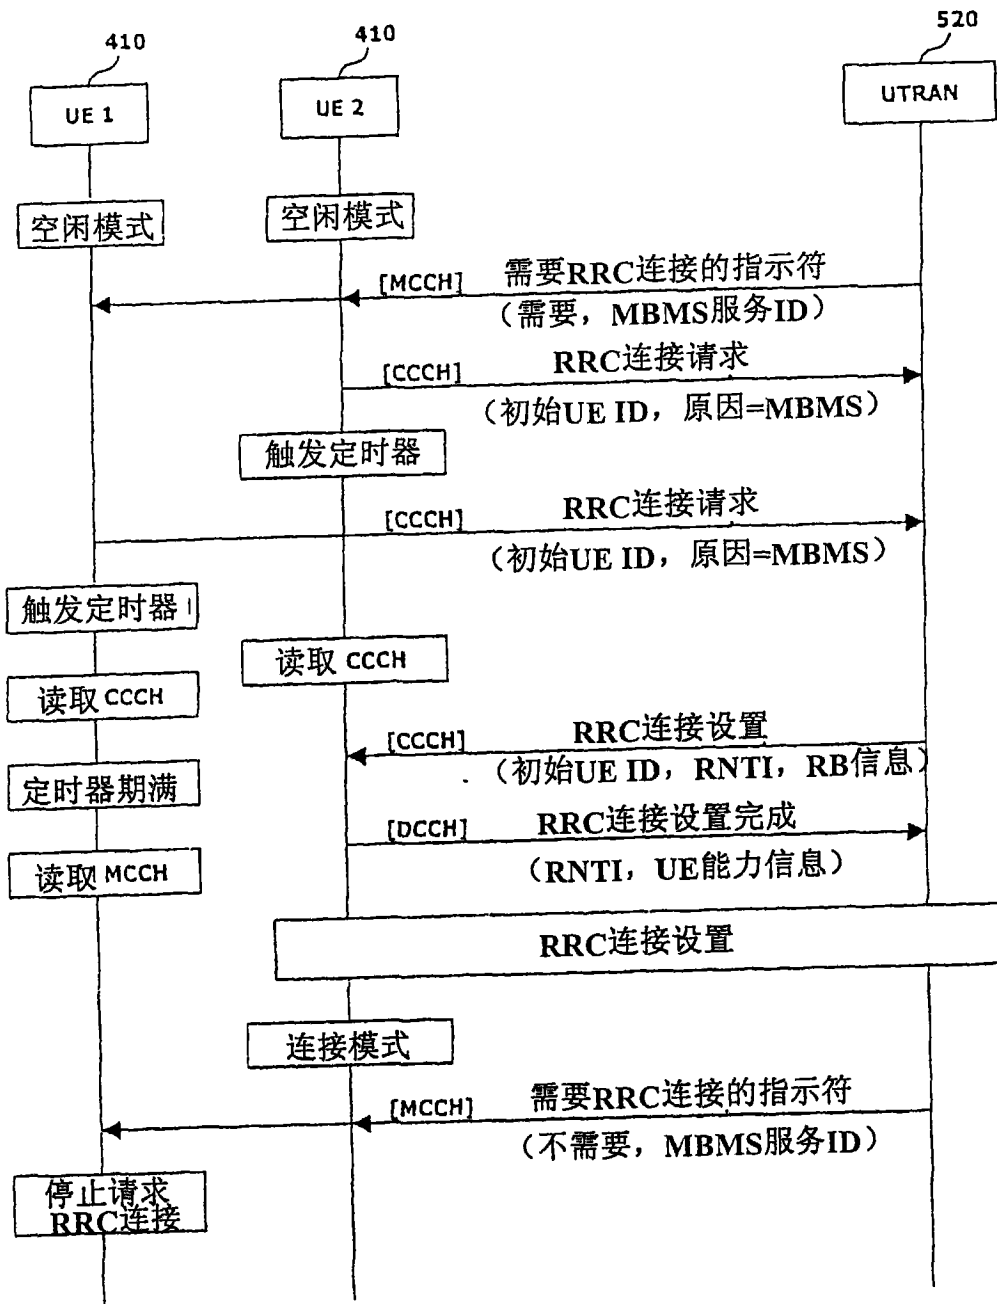 410
410
520
UE 1
UE 2
UTRAN
空闲模式
空闲模式
[MCCH]
需要RRC连接的指示符
（需要，MBMS服务ID）
[CCCH]
RRC连接请求
（初始UE ID，原因=MBMS）
触发定时器
[CCCH]
RRC连接请求
（初始UE ID，原因=MBMS）
触发定时器
读取 CCCH
读取 CCCH
[CCCH]
RRC连接设置
（初始UE ID，RNTI，RB信息）
定时器期满
[DCCH]
RRC连接设置完成
（RNTI，UE能力信息）
读取 MCCH
RRC连接设置
连接模式
[MCCH]
需要RRC连接的指示符
（不需要，MBMS服务ID）
停止请求
RRC连接